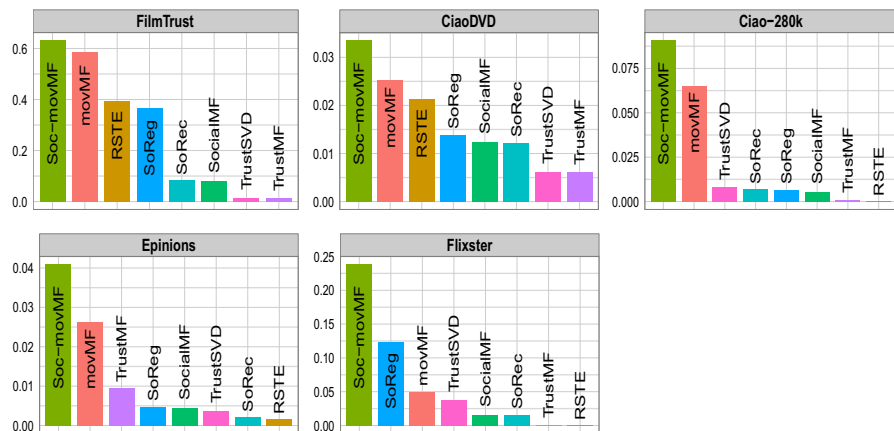 FilmTrust
0.6
0.4
0.2
0.0
Soc-movMF
movMF
RSTE
SoReg
SoRec
SocialMF
TrustSVD
TrustMF
CiaoDVD
0.03
0.02
0.01
0.00
Soc-movMF
movMF
RSTE
SoReg
SocialMF
SoRec
TrustSVD
TrustMF
Ciao-280k
0.075
0.050
0.025
0.000
Soc-movMF
movMF
TrustSVD
SoRec
SoReg
SocialMF
TrustMF
RSTE
Epinions
0.04
0.03
0.02
0.01
0.00
Soc-movMF
movMF
TrustMF
SoReg
SocialMF
TrustSVD
SoRec
RSTE
Flixster
0.25
0.20
0.15
0.10
0.05
0.00
Soc-movMF
SoReg
movMF
TrustSVD
SocialMF
SoRec
TrustMF
RSTE